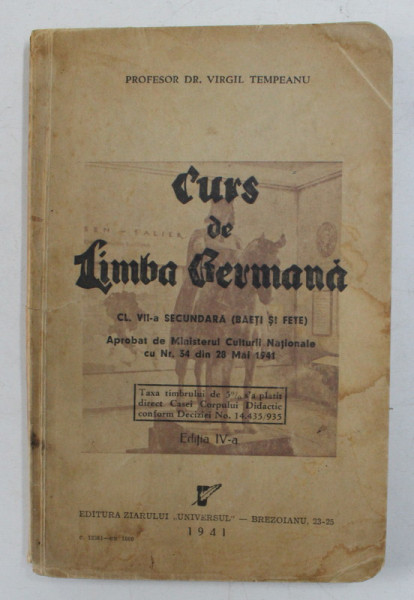 PROFESOR DR. VIRGIL TEMPEANU
Curs
de
Limba Germană
CL. VII-a SECUNDARA (BAEȚI ȘI FETE)
Aprobat de Ministerul Culturii Naționale
cu Nr. 54 din 28 Mai 1941
Taxa timbrului de 5% s'a platit
direct Casei Corpului Didactic
conform Deciziei No. 14.435/935
Ediția IV-a
EDITURA ZIARULUI „UNIVERSUL" — BREZOIANU, 23-25
1941